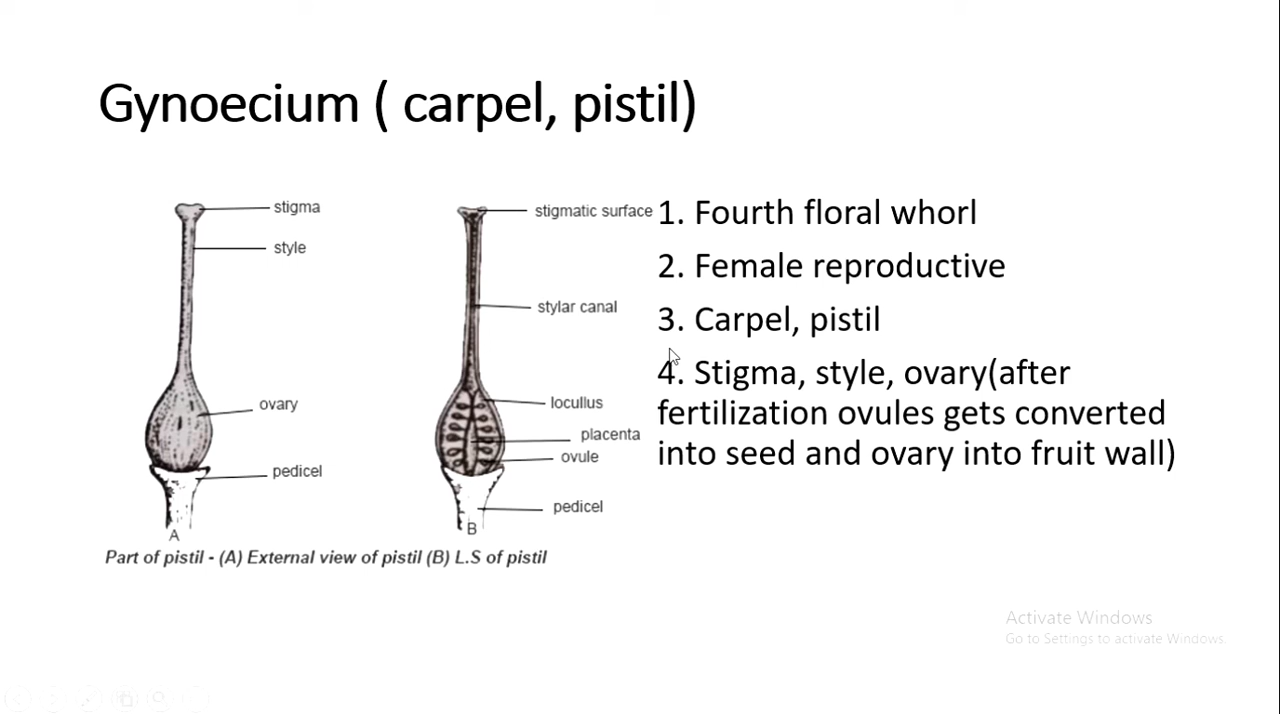 Gynoecium ( carpel, pistil)
stigma
style
ovary
pedicel
A
stigmatic surface
stylar canal
locullus
placenta
ovule
pedicel
B
Part of pistil - (A) External view of pistil (B) L.S of pistil
1. Fourth floral whorl
2. Female reproductive
3. Carpel, pistil
4. Stigma, style, ovary(after
fertilization ovules gets converted
into seed and ovary into fruit wall)
Activate Windows
Go to Settings to activate Windows.